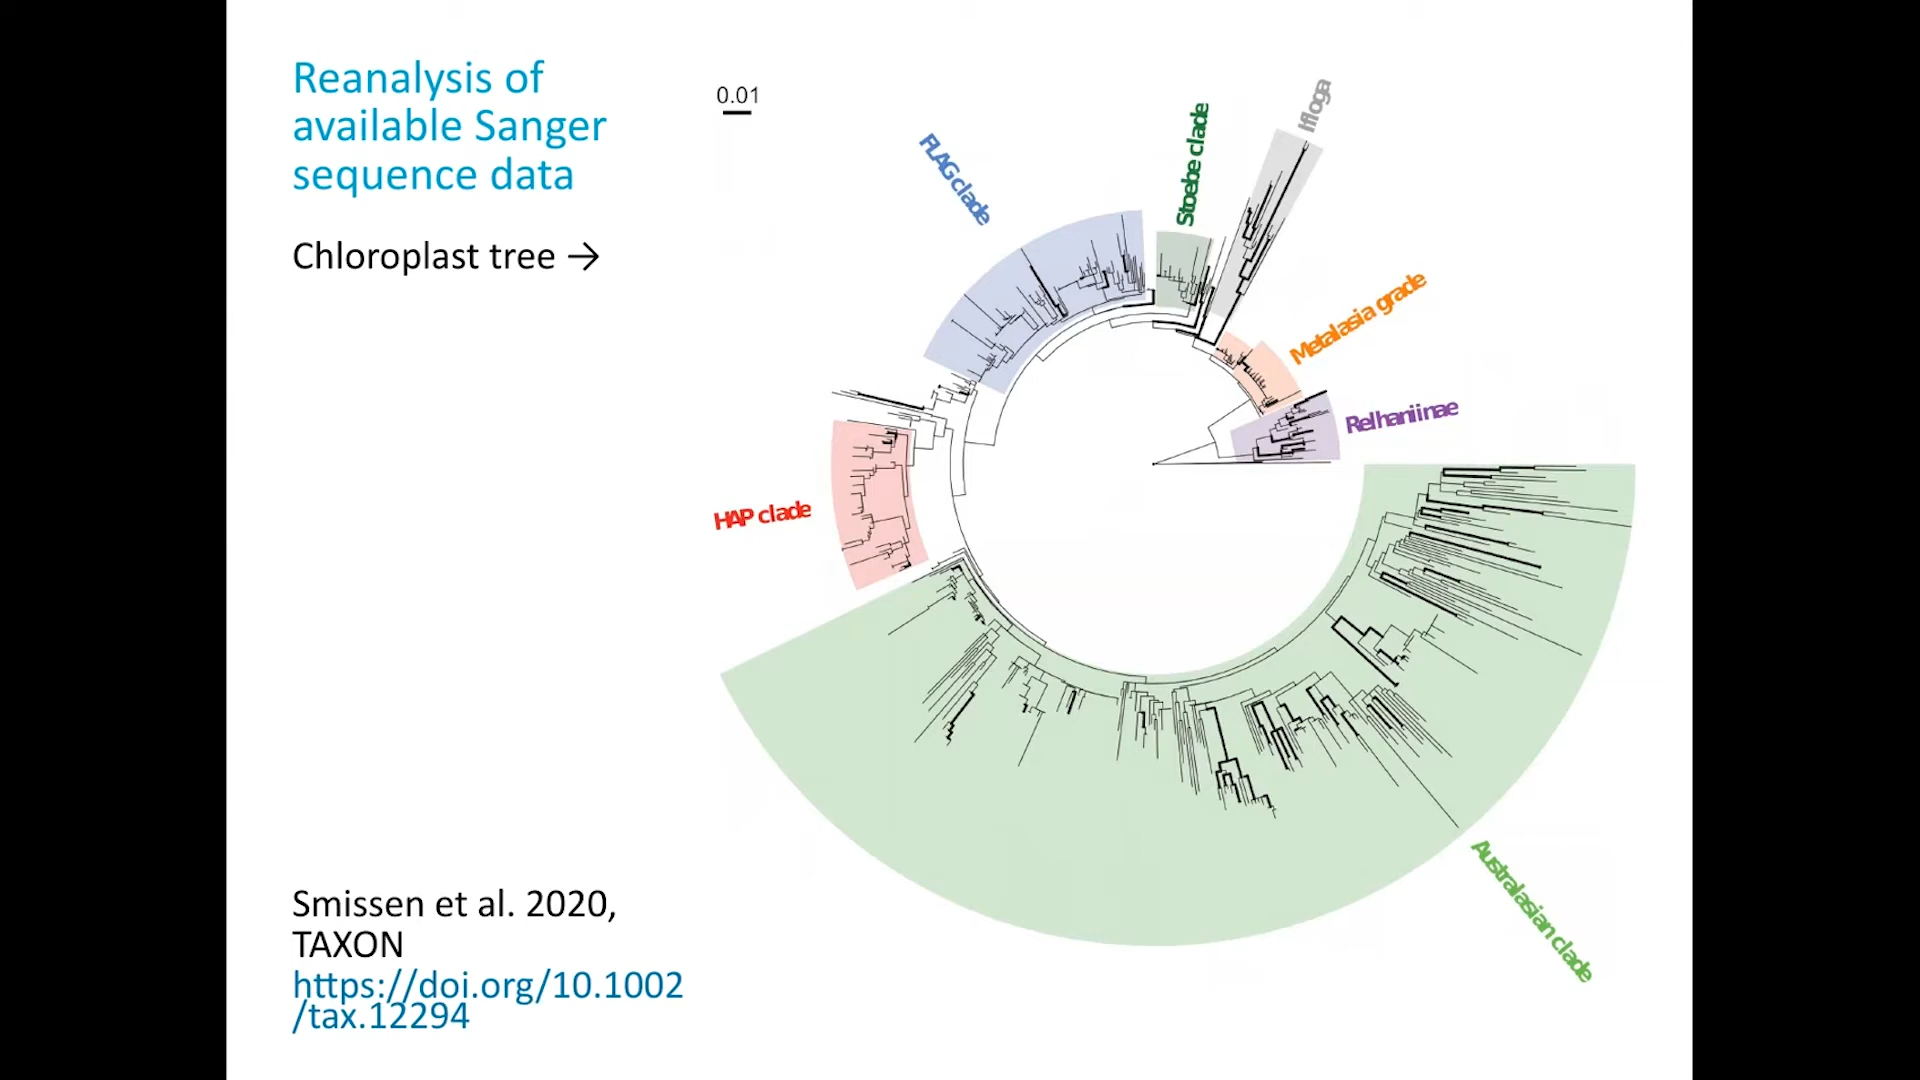 Reanalysis of
available Sanger
sequence data
Chloroplast tree →
Smissen et al. 2020,
TAXON
https://doi.org/10.1002
/tax.12294
0.01
FLAG clade
Stoebe clade
Ifloga
Metalasia grade
Relhaniinae
HAP clade
Australasian clade